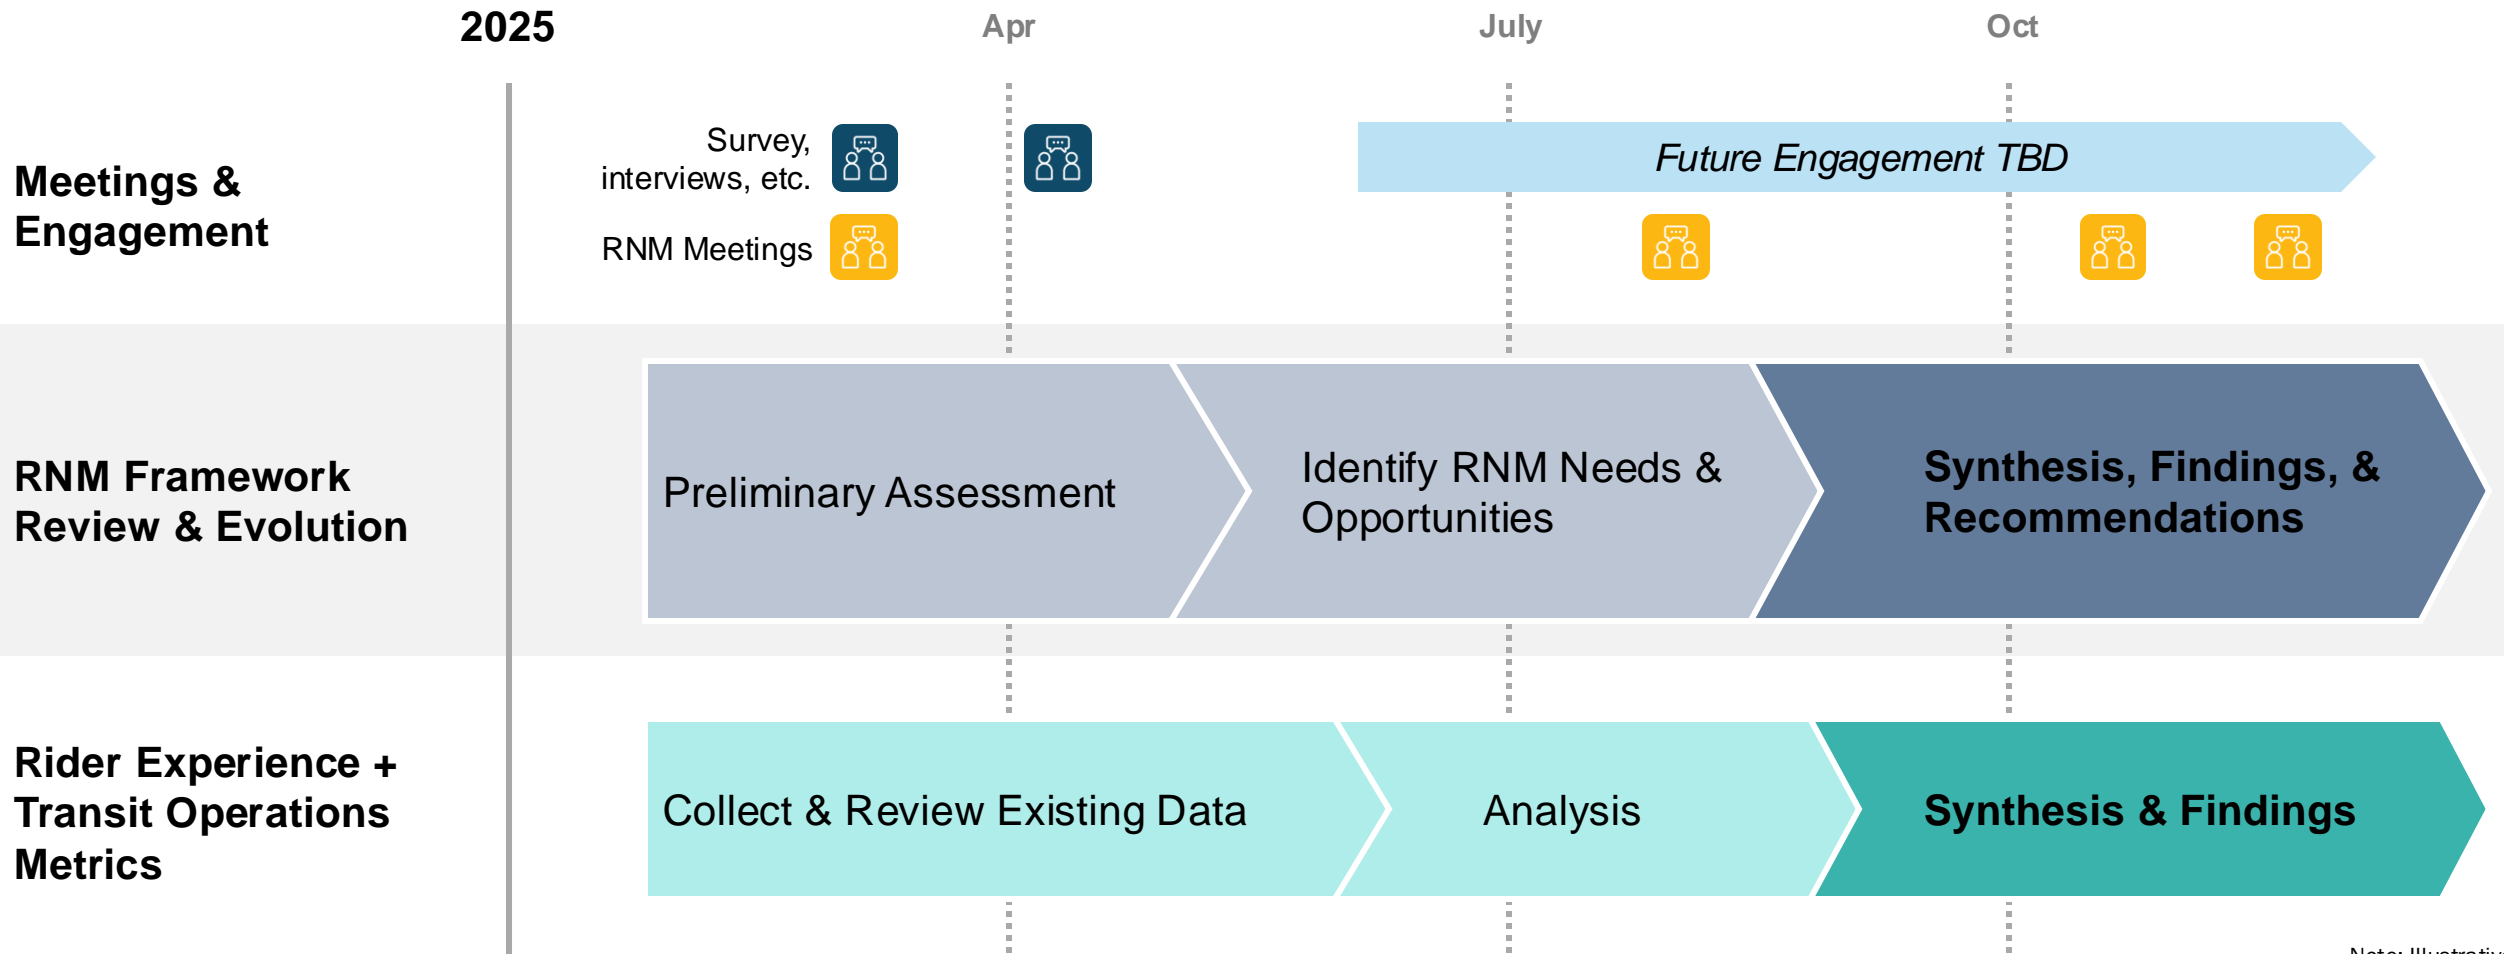 2025
Apr
July
Oct
Meetings &
Engagement
Survey,
interviews, etc.
Future Engagement TBD
RNM Meetings
RNM Framework
Review & Evolution
Preliminary Assessment
Identify RNM Needs &
Opportunities
Synthesis, Findings, &
Recommendations
Rider Experience +
Transit Operations
Metrics
Collect & Review Existing Data
Analysis
Synthesis & Findings
Note: Illustrative